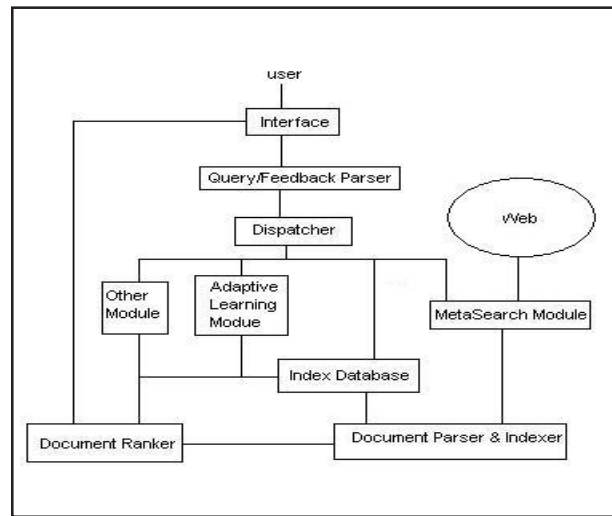 user
Interface
Query/Feedback Parser
Web
Dispatcher
Other
Module
Adaptive
Learning
Modue
MetaSearch Module
Index Database
Document Ranker
Document Parser & Indexer